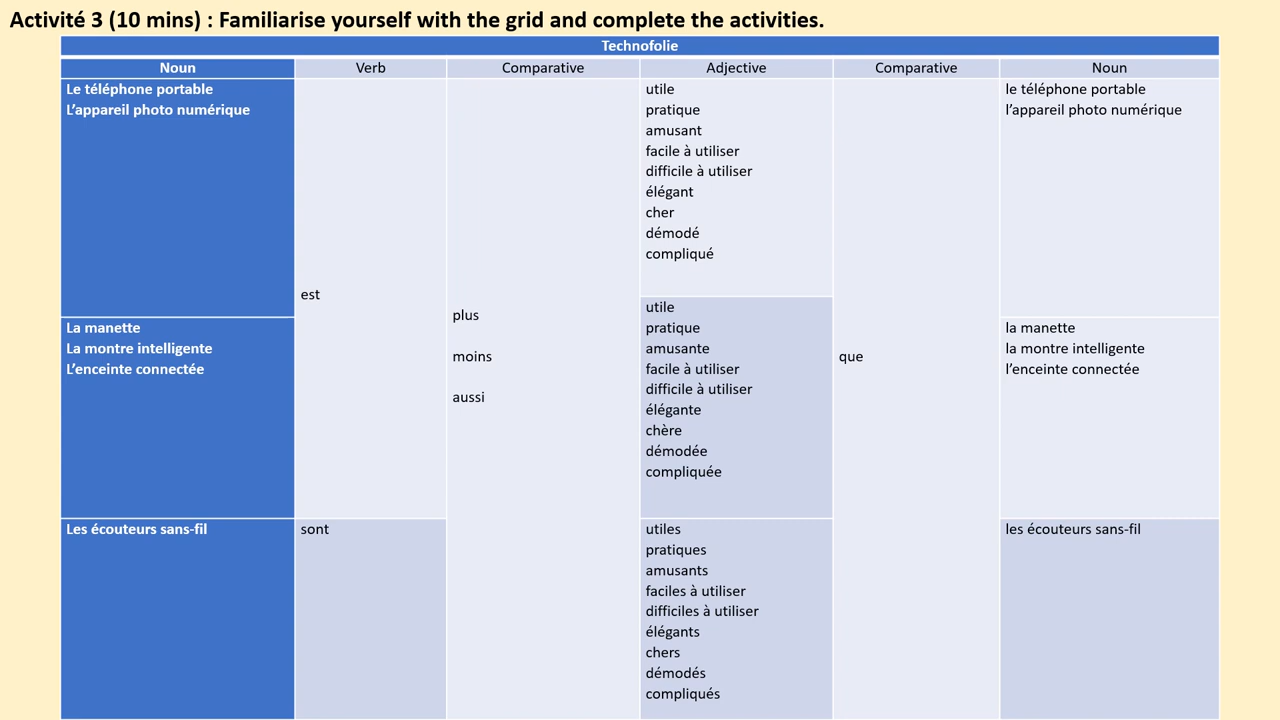 Activité 3 (10 mins) : Familiarise yourself with the grid and complete the activities.
Technofolie
Noun
Verb
Comparative
Adjective
Comparative
Noun
Le téléphone portable
L’appareil photo numérique
La manette
La montre intelligente
L’enceinte connectée
Les écouteurs sans-fil
est
sont
plus
moins
aussi
utile
pratique
amusant
facile à utiliser
difficile à utiliser
élégant
cher
démodé
compliqué
utile
pratique
amusante
facile à utiliser
difficile à utiliser
élégante
chère
démodée
compliquée
utiles
pratiques
amusants
faciles à utiliser
difficiles à utiliser
élégants
chers
démodés
compliqués
que
le téléphone portable
l’appareil photo numérique
la manette
la montre intelligente
l’enceinte connectée
les écouteurs sans-fil